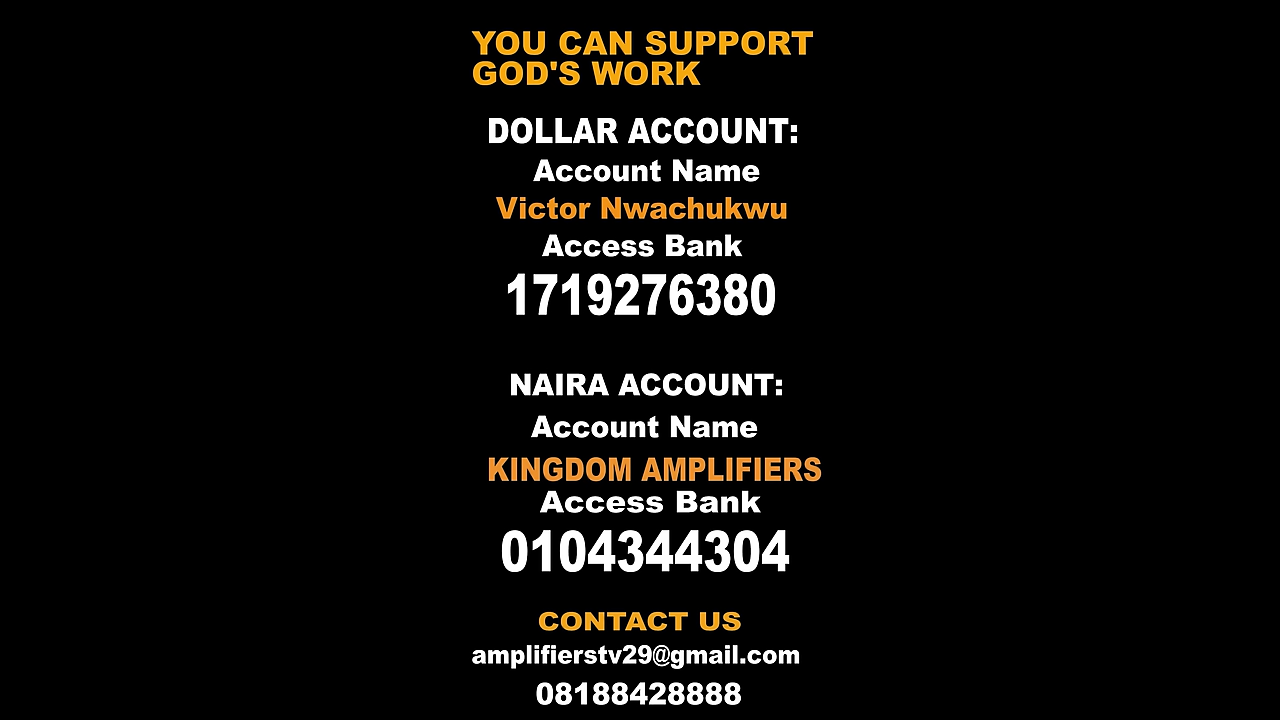 YOU CAN SUPPORT
GOD'S WORK
DOLLAR ACCOUNT:
Account Name
Victor Nwachukwu
Access Bank
1719276380
NAIRA ACCOUNT:
Account Name
KINGDOM AMPLIFIERS
Access Bank
0104344304
CONTACT US
amplifierstv29@gmail.com
08188428888